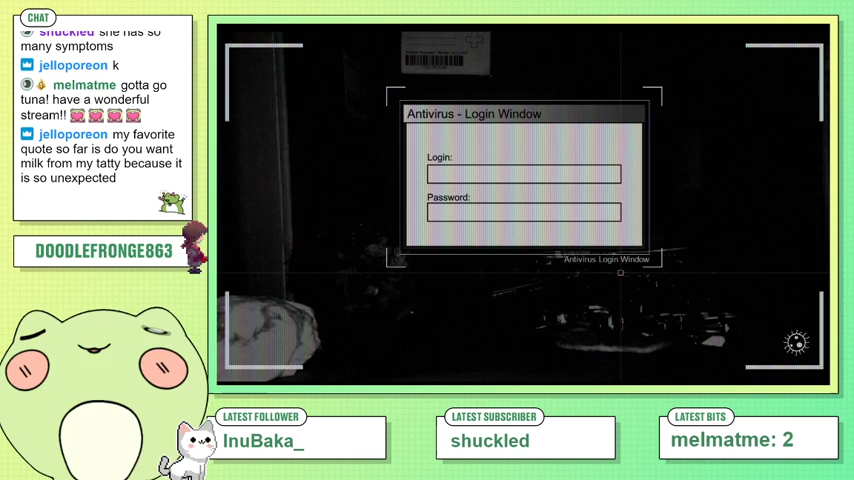 CHAT
shuckled she has so
many symptoms
jelloporeon k
melmatme gotta go
tuna! have a wonderful
stream!!
jelloporeon my favorite
quote so far is do you want
milk from my tatty because it
is so unexpected
DOODLEFRONGE863
Antivirus - Login Window
Login:
Password:
Antivirus Login Window
LATEST FOLLOWER
InuBaka_
LATEST SUBSCRIBER
shuckled
LATEST BITS
melmatme: 2